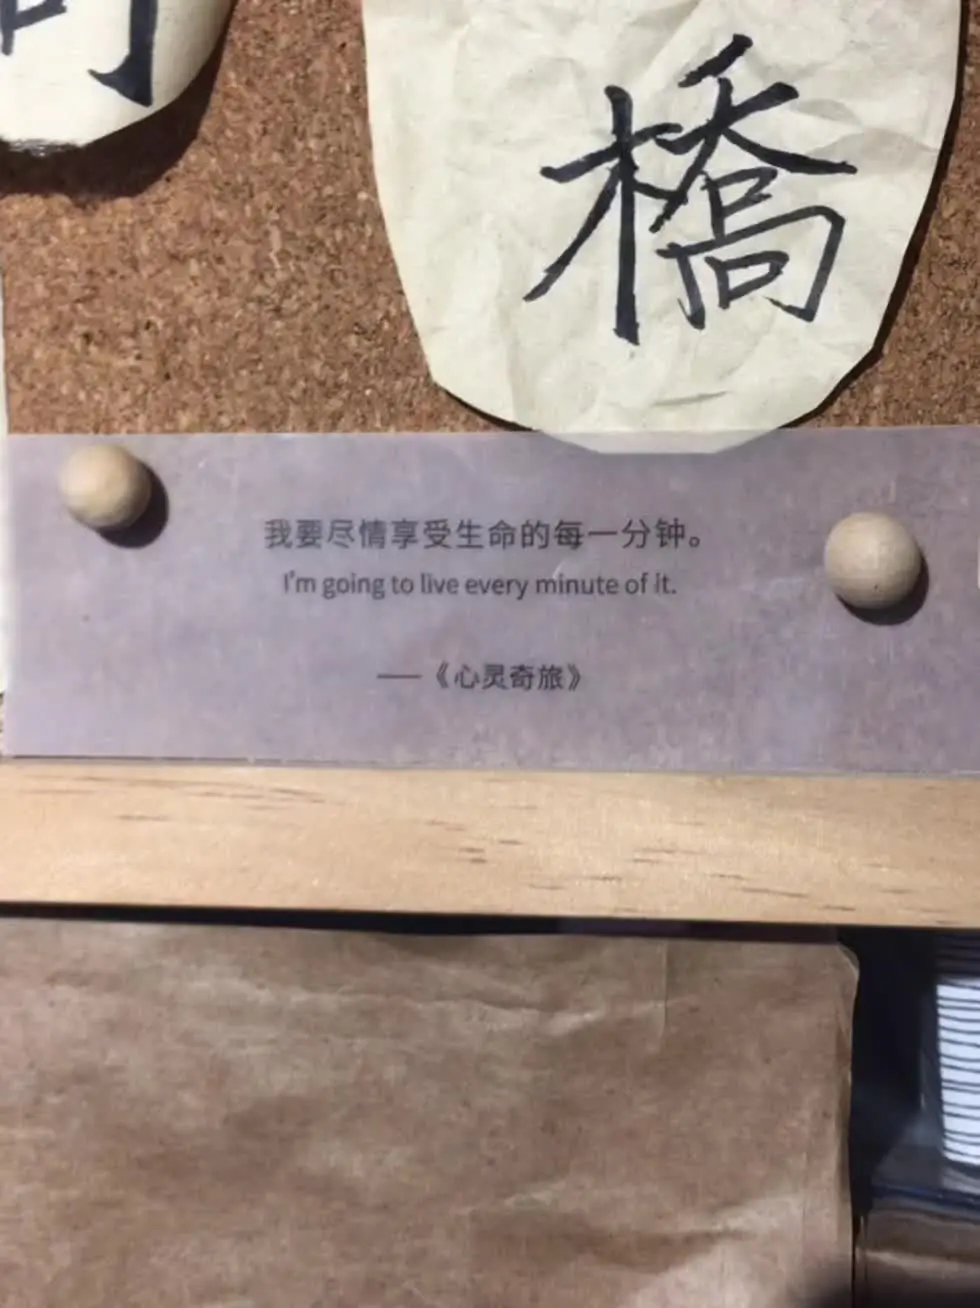 橋
我要尽情享受生命的每一分钟。
I'm going to live every minute of it.
——《心灵奇旅》